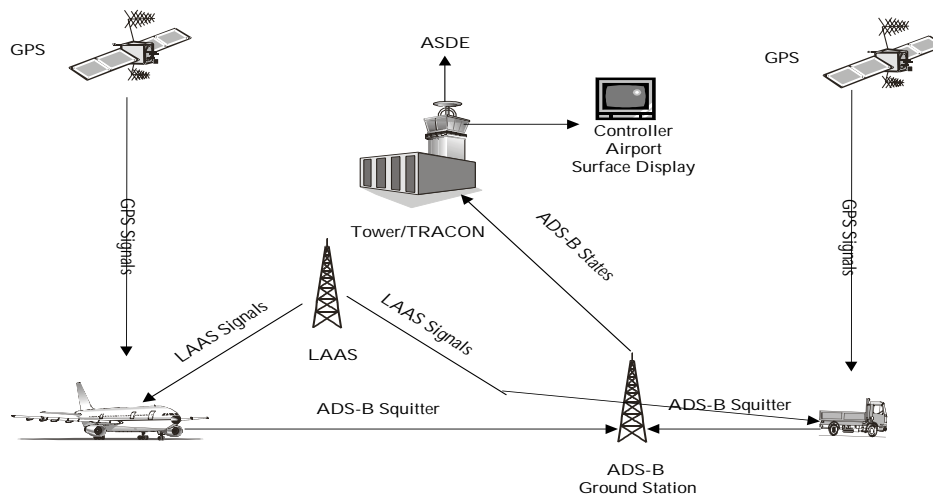 GPS
ASDE
GPS
Controller
Airport
Surface Display
GPS Signals
GPS Signals
Tower/TRACON
ADS-B States
LAAS Signals
LAAS Signals
LAAS
ADS-B Squitter
ADS-B Squitter
ADS-B
Ground Station